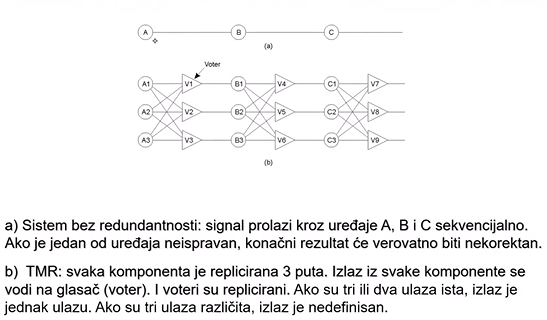 A B C
(a)
Voter
A1 V1 B1 V4 C1 V7
A2 V2 B2 V5 C2 V8
A3 V3 B3 V6 C3 V9
(b)
a) Sistem bez redundantnosti: signal prolazi kroz uređaje A, B i C sekvencijalno.
Ako je jedan od uređaja neispravan, konačni rezultat će verovatno biti nekorektan.
b) TMR: svaka komponenta je replicirana 3 puta. Izlaz iz svake komponente se
vodi na glasač (voter). I voteri su replicirani. Ako su tri ili dva ulaza ista, izlaz je
jednak ulazu. Ako su tri ulaza različita, izlaz je nedefinisan.